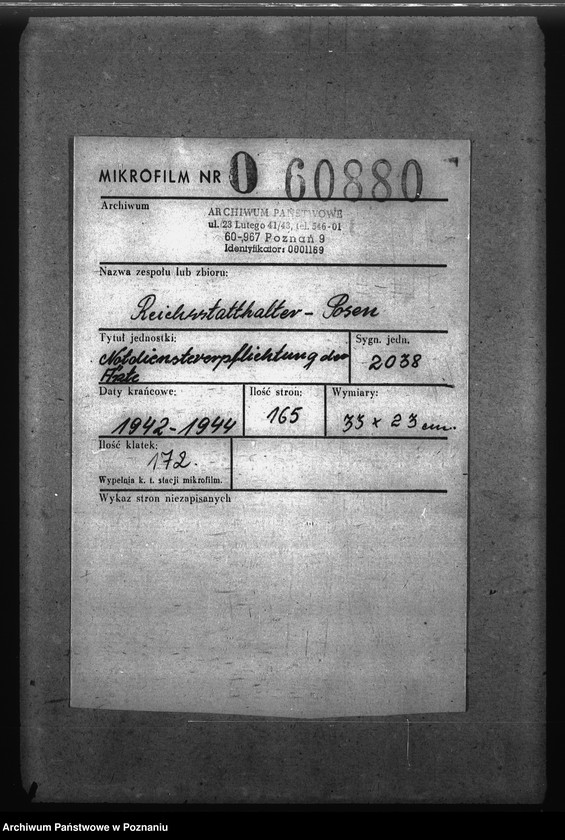 MIKROFILM NR 0 60880
Archiwum
ARCHIWUM PAŃSTWOWE
ul. 23 Lutego 41/43, tel. 546-01
60-967 Poznań 9
Identyfikator: 0001169
Nazwa zespołu lub zbioru:
Reichsstatthalter - Posen
Tytuł jednostki:
Notdienstverpflichtung der
Ärzte
Sygn. jedn.
2038
Daty krańcowe:
1942-1944
Ilość stron:
165
Wymiary:
33 x 23 cm.
Ilość klatek:
172.
Wypełnia k. t. stacji mikrofilm.
Wykaz stron niezapisanych
Archiwum Państwowe w Poznaniu